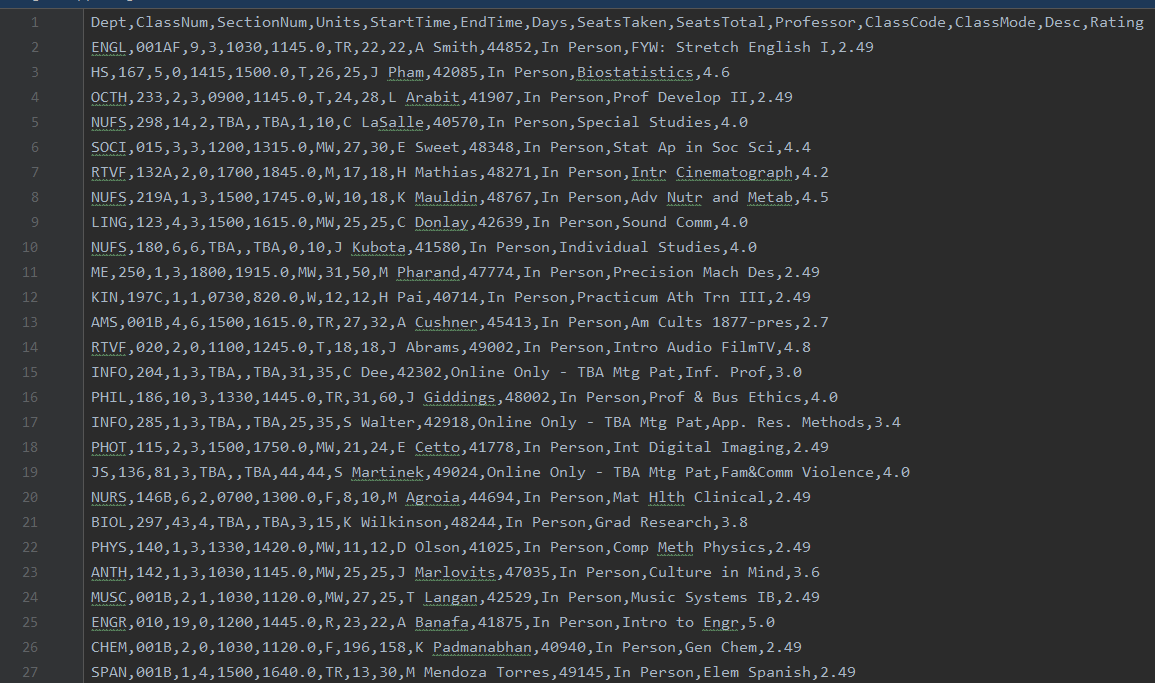 1 Dept,ClassNum,SectionNum,Units,StartTime,EndTime,Days,SeatsTaken,SeatsTotal,Professor,ClassCode,ClassMode,Desc,Rating
2 ENGL,001AF,9,3,1030,1145.0,TR,22,22,A Smith,44852,In Person,FYW: Stretch English I,2.49
3 HS,167,5,0,1415,1500.0,T,26,25,J Pham,42085,In Person,Biostatistics,4.6
4 OCTH,233,2,3,0900,1145.0,T,24,28,L Arabit,41907,In Person,Prof Develop II,2.49
5 NUFS,298,14,2,TBA,,TBA,1,10,C LaSalle,40570,In Person,Special Studies,4.0
6 SOCI,015,3,3,1200,1315.0,MW,27,30,E Sweet,48348,In Person,Stat Ap in Soc Sci,4.4
7 RTVF,132A,2,0,1700,1845.0,M,17,18,H Mathias,48271,In Person,Intr Cinematograph,4.2
8 NUFS,219A,1,3,1500,1745.0,W,10,18,K Mauldin,48767,In Person,Adv Nutr and Metab,4.5
9 LING,123,4,3,1500,1615.0,MW,25,25,C Donlay,42639,In Person,Sound Comm,4.0
10 NUFS,180,6,6,TBA,,TBA,0,10,J Kubota,41580,In Person,Individual Studies,4.0
11 ME,250,1,3,1800,1915.0,MW,31,50,M Pharand,47774,In Person,Precision Mach Des,2.49
12 KIN,197C,1,1,0730,820.0,W,12,12,H Pai,40714,In Person,Practicum Ath Trn III,2.49
13 AMS,001B,4,6,1500,1615.0,TR,27,32,A Cushner,45413,In Person,Am Cults 1877-pres,2.7
14 RTVF,020,2,0,1100,1245.0,T,18,18,J Abrams,49002,In Person,Intro Audio FilmTV,4.8
15 INFO,204,1,3,TBA,,TBA,31,35,C Dee,42302,Online Only - TBA Mtg Pat,Inf. Prof,3.0
16 PHIL,186,10,3,1330,1445.0,TR,31,60,J Giddings,48002,In Person,Prof & Bus Ethics,4.0
17 INFO,285,1,3,TBA,,TBA,25,35,S Walter,42918,Online Only - TBA Mtg Pat,App. Res. Methods,3.4
18 PHOT,115,2,3,1500,1750.0,MW,21,24,E Cetto,41778,In Person,Int Digital Imaging,2.49
19 JS,136,81,3,TBA,,TBA,44,44,S Martinek,49024,Online Only - TBA Mtg Pat,Fam&Comm Violence,4.0
20 NURS,146B,6,2,0700,1300.0,F,8,10,M Agroia,44694,In Person,Mat Hlth Clinical,2.49
21 BIOL,297,43,4,TBA,,TBA,3,15,K Wilkinson,48244,In Person,Grad Research,3.8
22 PHYS,140,1,3,1330,1420.0,MW,11,12,D Olson,41025,In Person,Comp Meth Physics,2.49
23 ANTH,142,1,3,1030,1145.0,MW,25,25,J Marlovits,47035,In Person,Culture in Mind,3.6
24 MUSC,001B,2,1,1030,1120.0,MW,27,25,T Langan,42529,In Person,Music Systems IB,2.49
25 ENGR,010,19,0,1200,1445.0,R,23,22,A Banafa,41875,In Person,Intro to Engr,5.0
26 CHEM,001B,2,0,1030,1120.0,F,196,158,K Padmanabhan,40940,In Person,Gen Chem,2.49
27 SPAN,001B,1,4,1500,1640.0,TR,13,30,M Mendoza Torres,49145,In Person,Elem Spanish,2.49